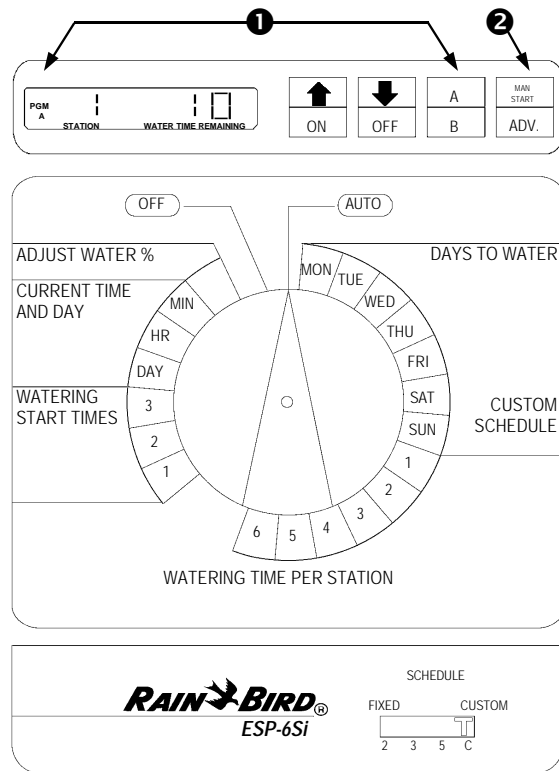 1 2
PGM A
1 10
STATION WATER TIME REMAINING
ON OFF
A
B
MAN START
ADV.
OFF AUTO
ADJUST WATER %
CURRENT TIME
AND DAY
WATERING
START TIMES
MIN
HR
DAY
3
2
1
DAYS TO WATER
MON
TUE
WED
THU
FRI
SAT
SUN
CUSTOM
SCHEDULE
1
2
3
4
5
6
WATERING TIME PER STATION
RAIN BIRD®
ESP-6Si
SCHEDULE
FIXED CUSTOM
2 3 5 C